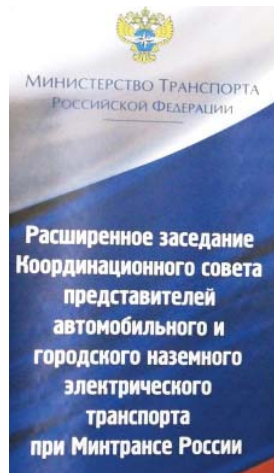 Министерство Транспорта
Российской Федерации
Расширенное заседание
Координационного совета
представителей
автомобильного и
городского наземного
электрического
транспорта
при Минтрансе России